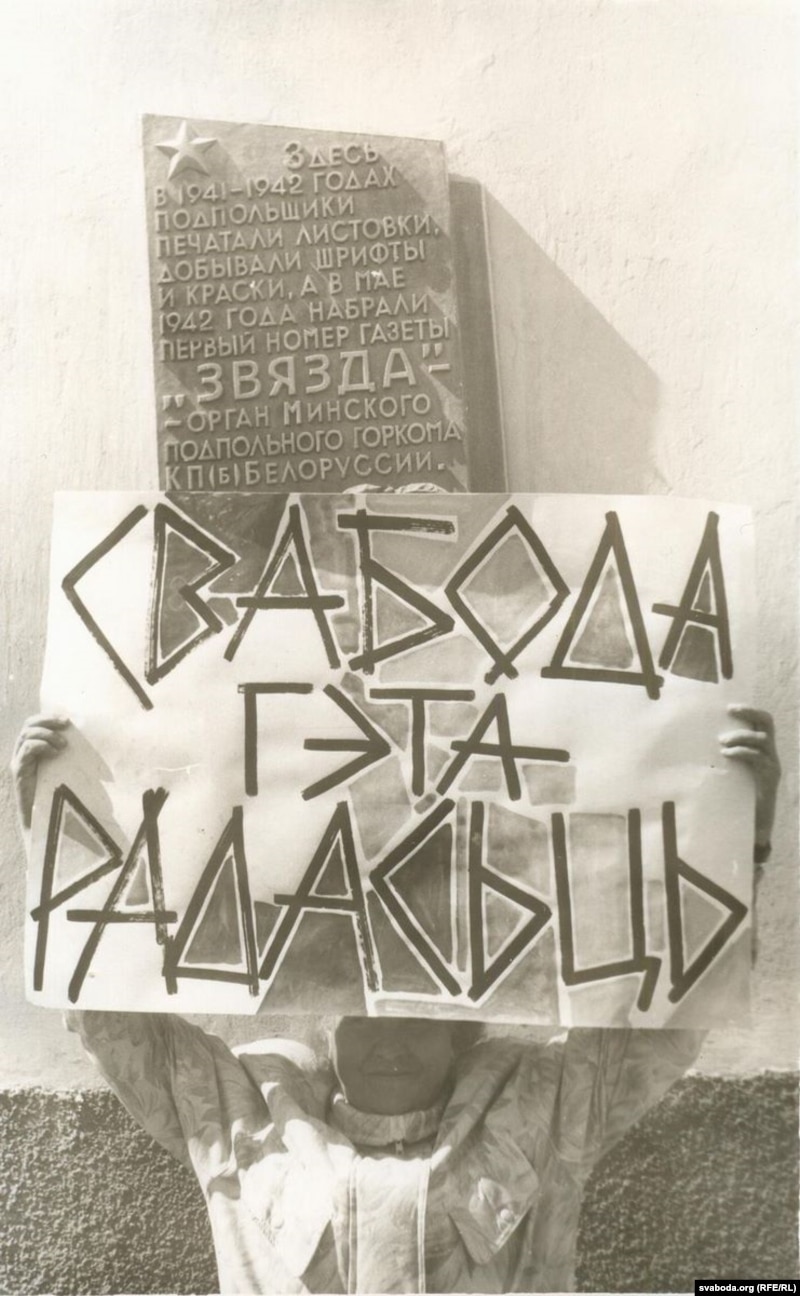 Здесь
в 1941-1942 годах
подпольщики
печатали листовки,
добывали шрифты
и краски, а в мае
1942 года набрали
первый номер газеты
„ЗВЯЗДА"-
-орган Минского
подпольного горкома
КП(б)Белоруссии.
СВАБОДА
ГЭТА
РАДАСЬЦЬ
svaboda.org (RFE/RL)